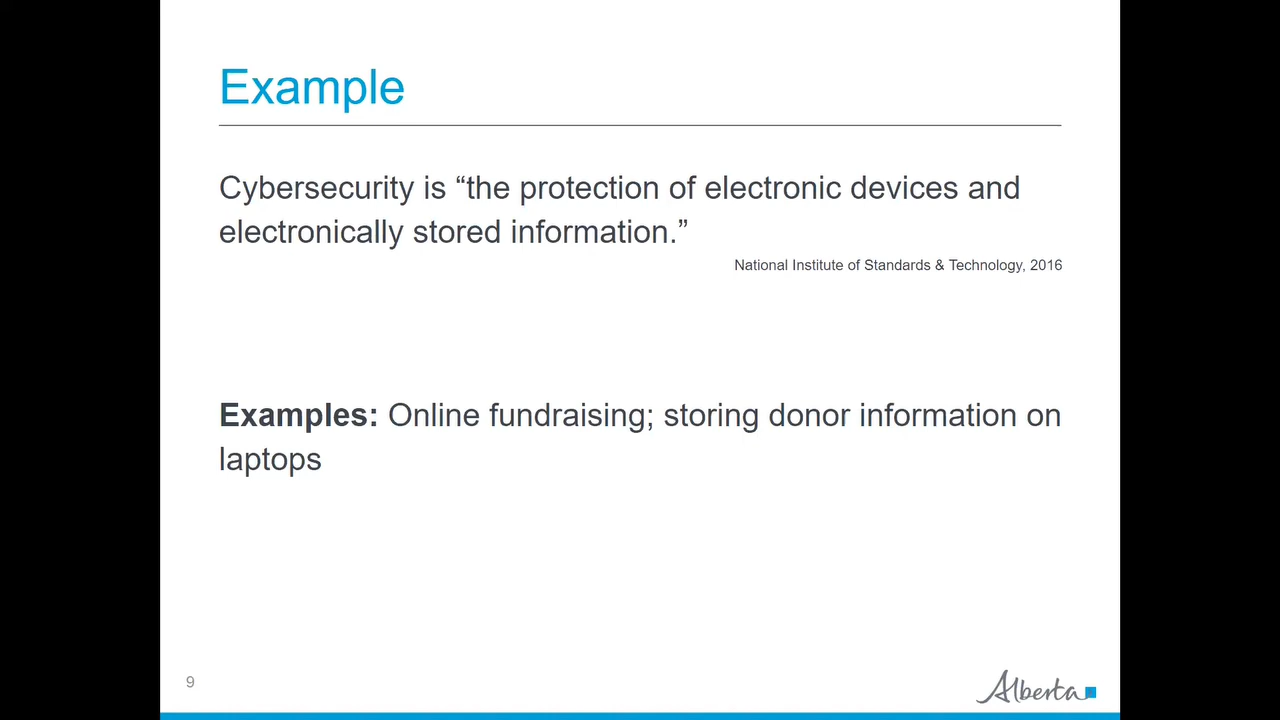 Example
Cybersecurity is “the protection of electronic devices and
electronically stored information.”
National Institute of Standards & Technology, 2016
Examples: Online fundraising; storing donor information on
laptops
9
Alberta